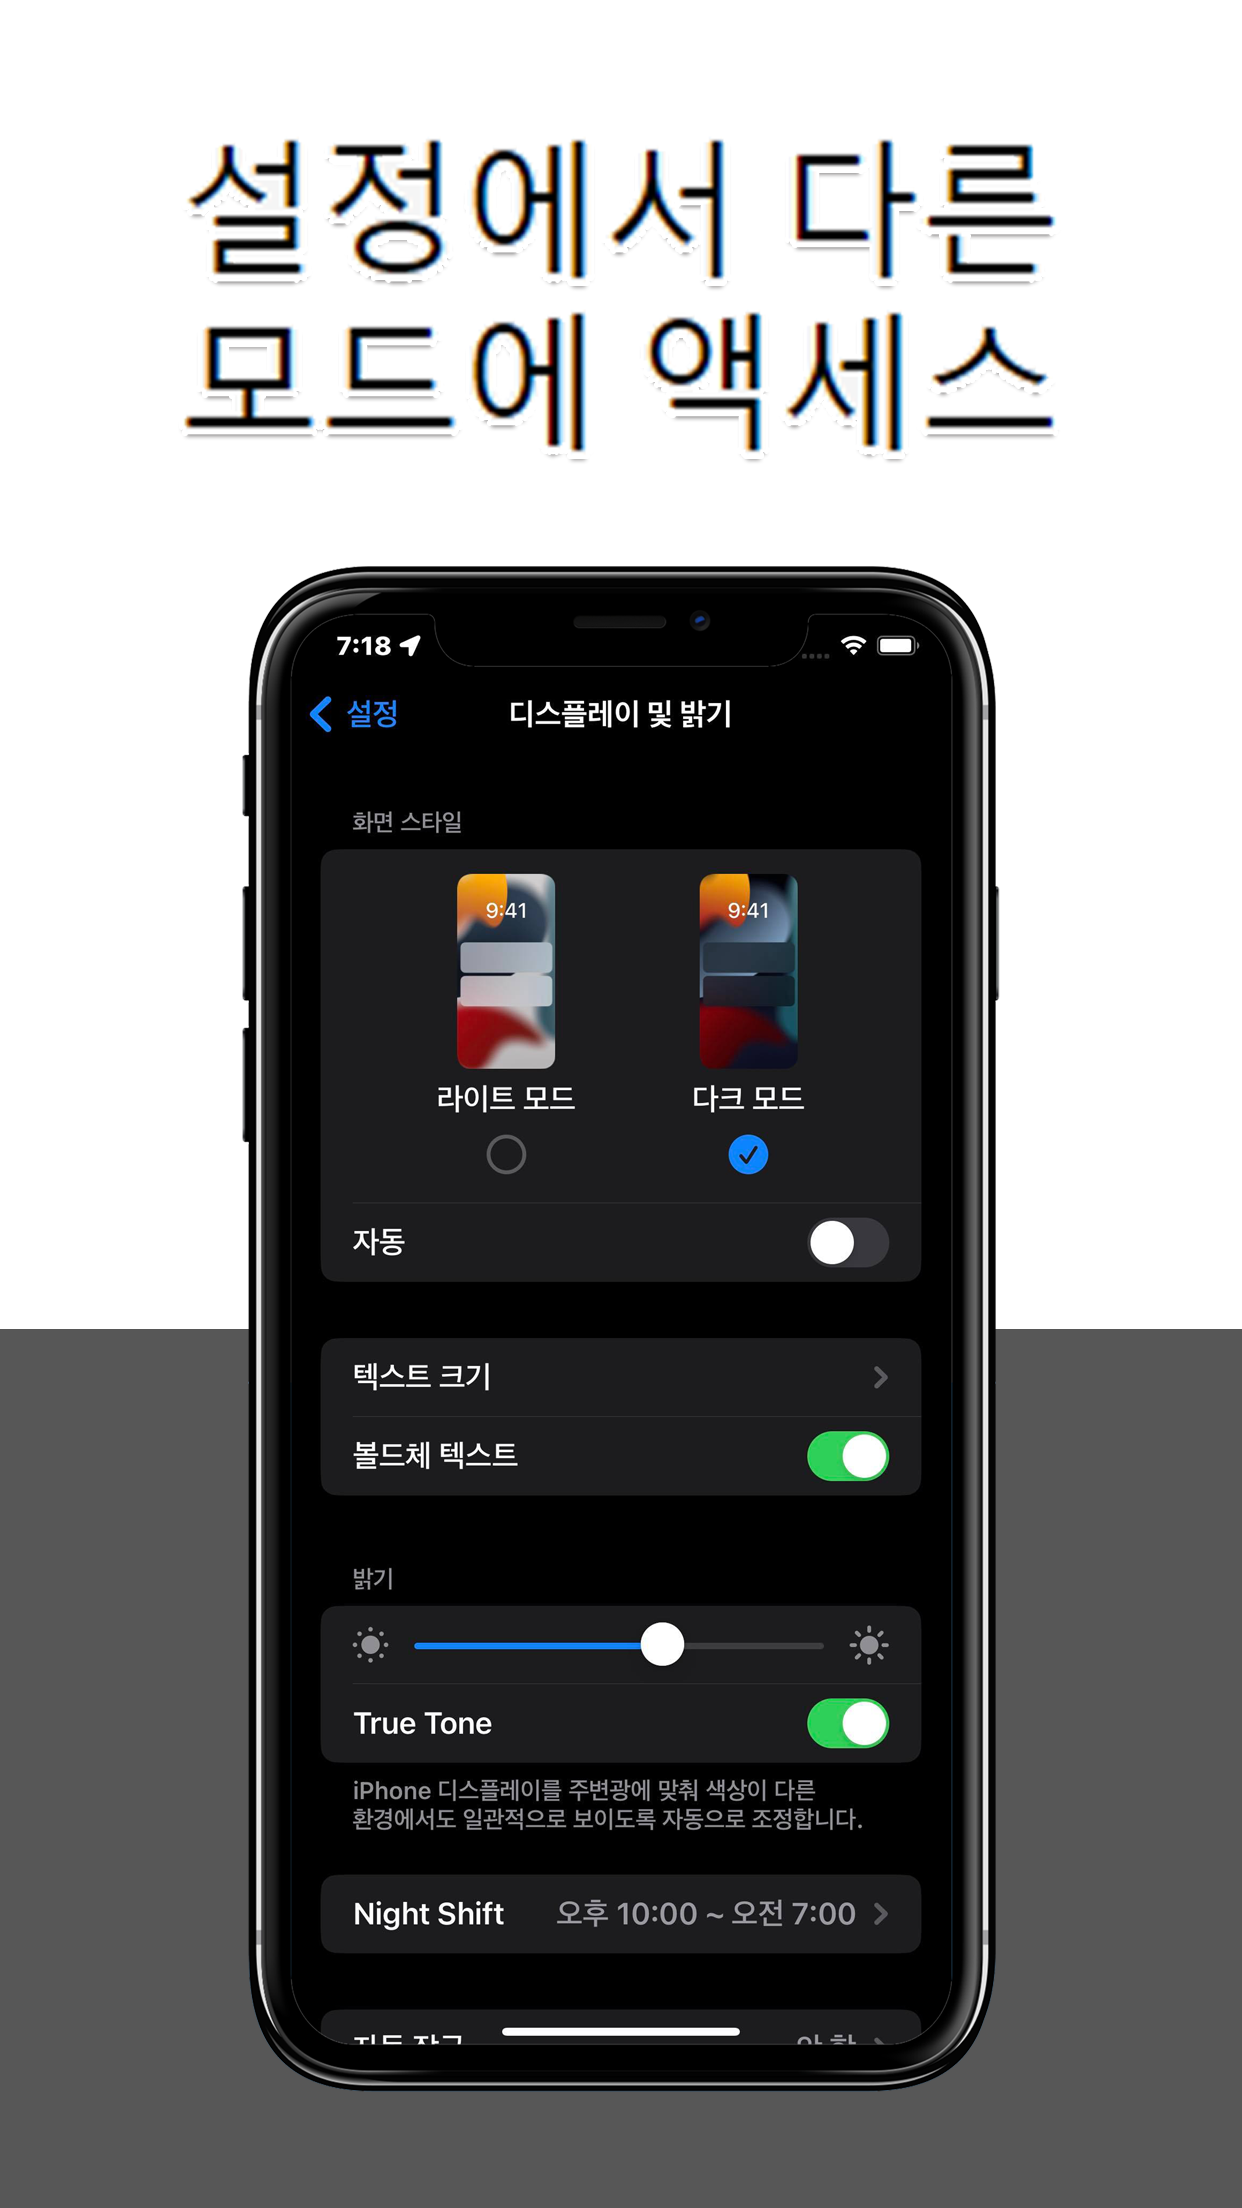 설정에서 다른
모드에 액세스
7:18
설정
디스플레이 및 밝기
화면 스타일
9:41
9:41
라이트 모드
다크 모드
자동
텍스트 크기
볼드체 텍스트
밝기
True Tone
iPhone 디스플레이를 주변광에 맞춰 색상이 다른
환경에서도 일관적으로 보이도록 자동으로 조정합니다.
Night Shift 오후 10:00 ~ 오전 7:00